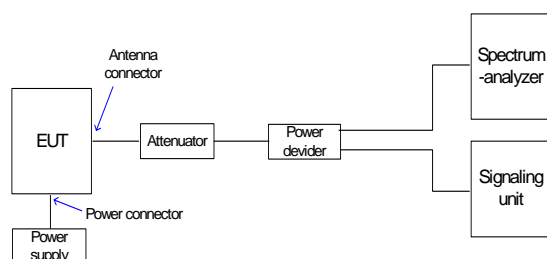 Antenna
connector
Spectrum
-analyzer
EUT
Attenuator
Power
devider
Signaling
unit
Power connector
Power
supply